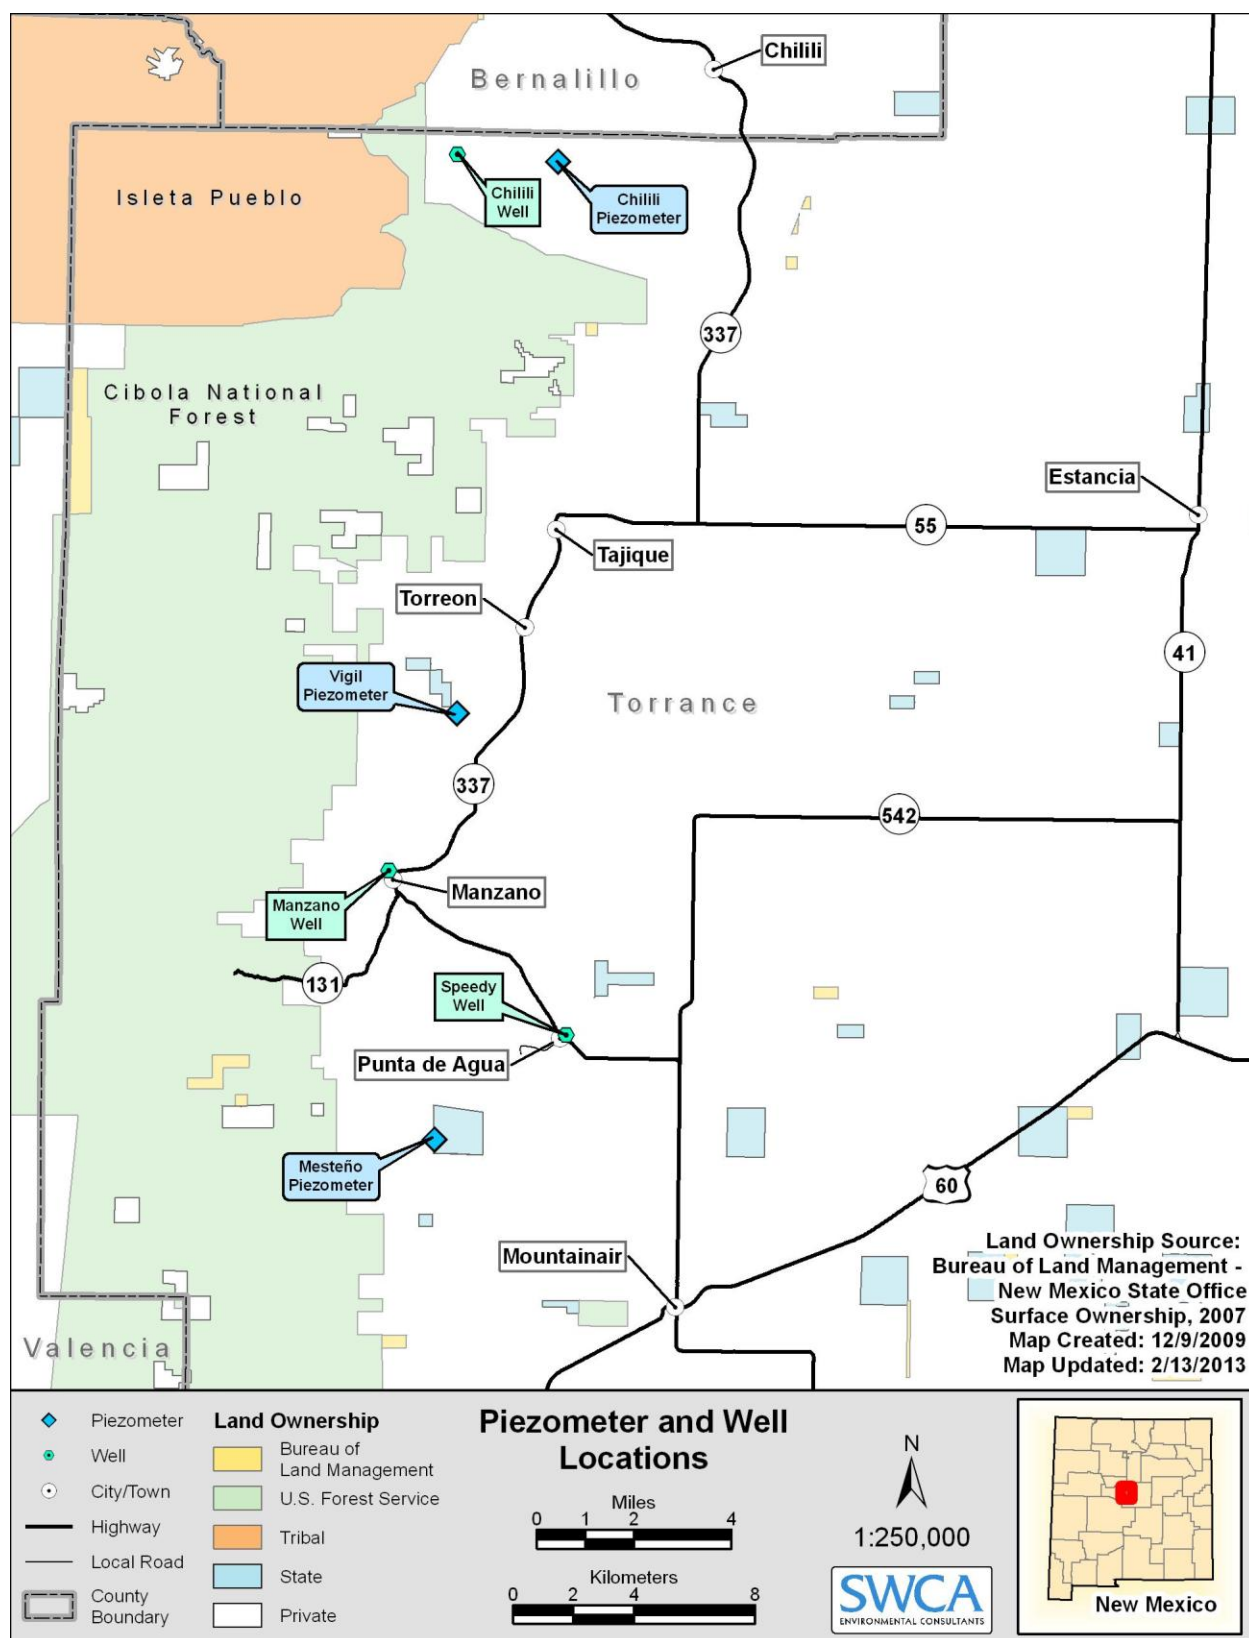 Chilili
Bernalillo
Isleta Pueblo
Chilili
Well
Chilili
Piezometer
337
Cibola National
Forest
Estancia
55
Tajique
Torreon
41
Vigil
Piezometer
Torrance
337
542
Manzano
Manzano
Well
131
Speedy
Well
Punta de Agua
Mesteño
Piezometer
60
Mountainair
Valencia
Land Ownership Source:
Bureau of Land Management -
New Mexico State Office
Surface Ownership, 2007
Map Created: 12/9/2009
Map Updated: 2/13/2013
Piezometer
Well
City/Town
Highway
Local Road
County
Boundary
Land Ownership
Bureau of
Land Management
U.S. Forest Service
Tribal
State
Private
Piezometer and Well
Locations
Miles
0 1 2 4
Kilometers
0 2 4 8
N
1:250,000
SWCA
ENVIRONMENTAL CONSULTANTS
New Mexico